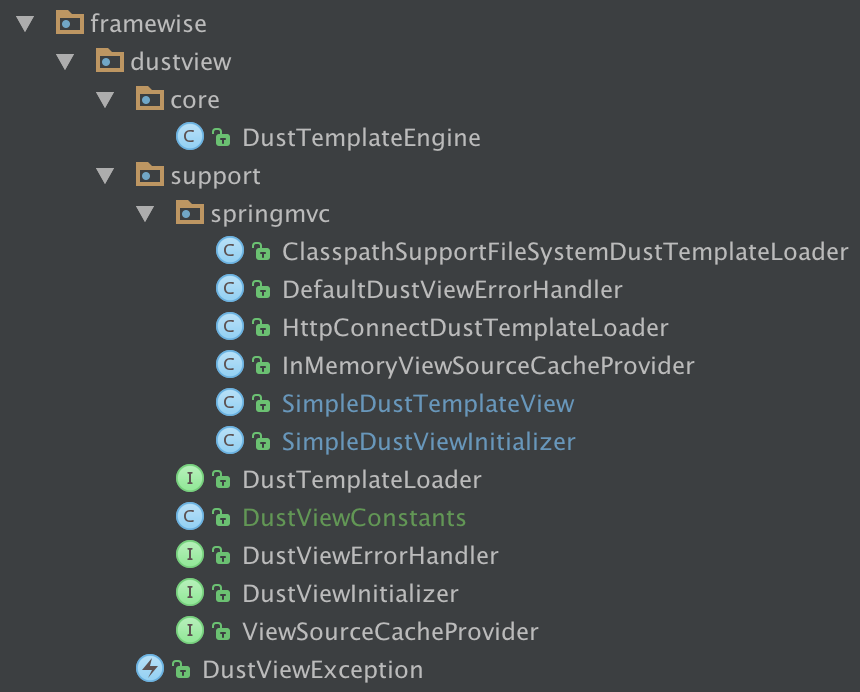 framewise
dustview
core
C DustTemplateEngine
support
springmvc
C ClasspathSupportFileSystemDustTemplateLoader
C DefaultDustViewErrorHandler
C HttpConnectDustTemplateLoader
C InMemoryViewSourceCacheProvider
C SimpleDustTemplateView
C SimpleDustViewInitializer
I DustTemplateLoader
C DustViewConstants
I DustViewErrorHandler
I DustViewInitializer
I ViewSourceCacheProvider
DustViewException